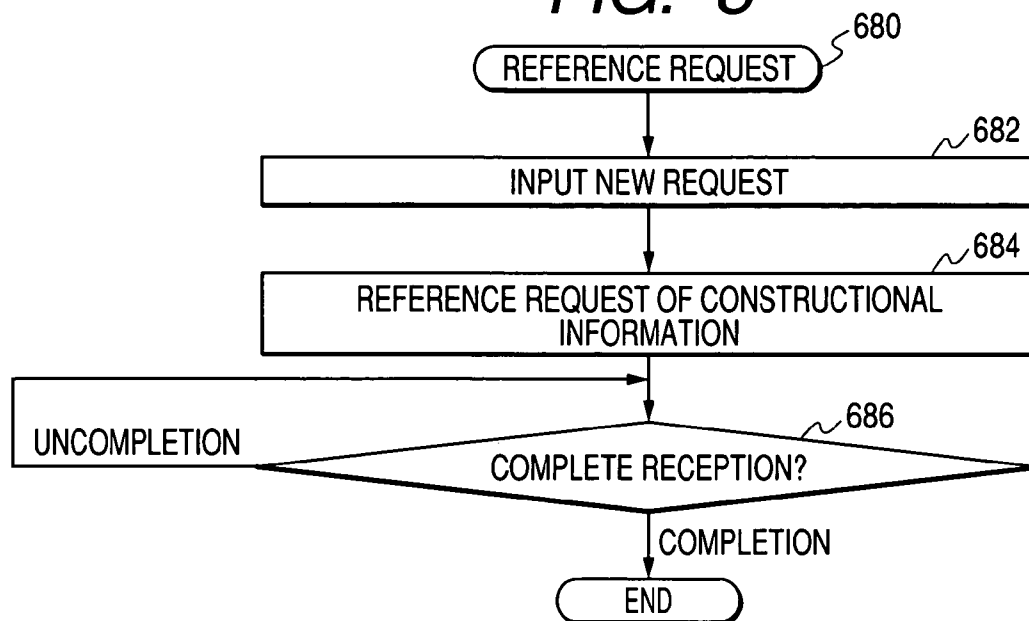 FIG.
680
REFERENCE REQUEST
682
INPUT NEW REQUEST
684
REFERENCE REQUEST OF CONSTRUCTIONAL
INFORMATION
686
UNCOMPLETION
COMPLETE RECEPTION?
COMPLETION
END